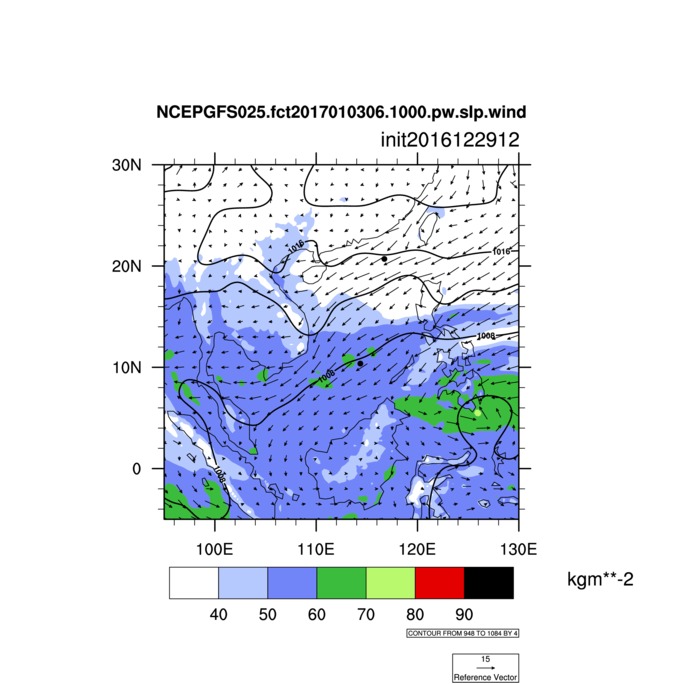 NCEPGFS025.fct2017010306.1000.pw.slp.wind
init2016122912
30N
1016
1016
20N
1008
10N
1008
0
1008
100E 110E 120E 130E
kgm**-2
40 50 60 70 80 90
CONTOUR FROM 948 TO 1084 BY 4
15
Reference Vector